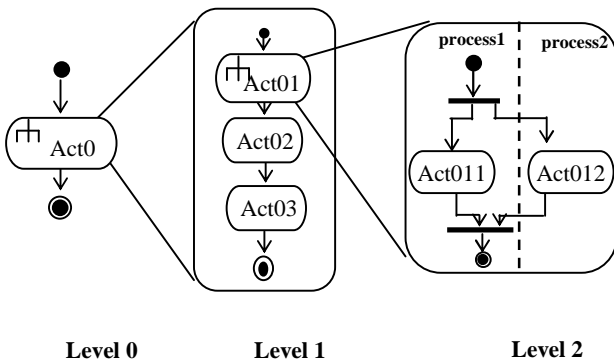 Act0
Act01
Act02
Act03
process1
process2
Act011
Act012
Level 0
Level 1
Level 2